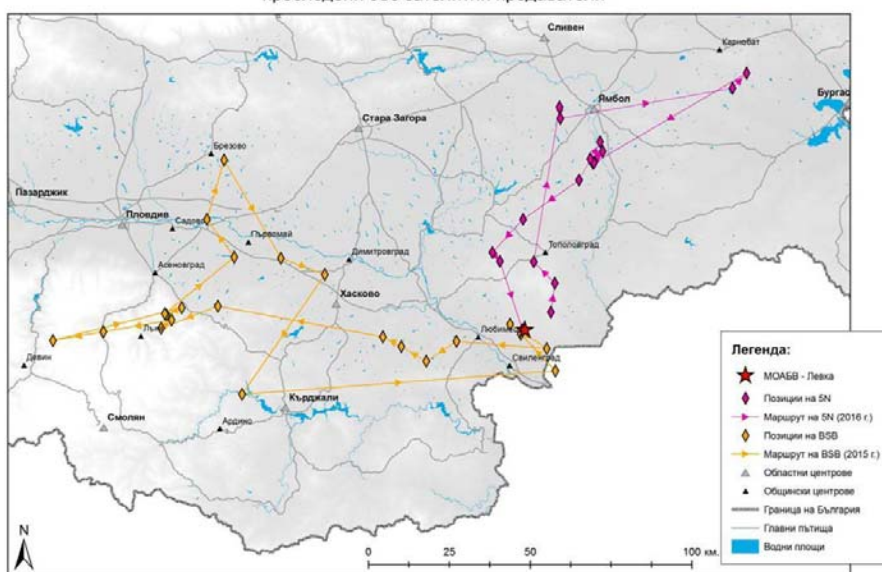 Сливен
Карнобат
Ямбол
Бургас
Стара Загора
Брезово
Пазарджик
Пловдив
Садово
Първомай
Димитровград
Тополовград
Асеновград
Хасково
Любимец
Девин
Свиленград
Кърджали
Смолян
Ардино
Легенда:
МОАБВ - Левка
Позиции на 5N
Маршрут на 5N (2016 г.)
Позиции на BSB
Маршрут на BSB (2015 г.)
Областни центрове
Общински центрове
Граница на България
Главни пътища
Водни площи
N
0 25 50 100 км.